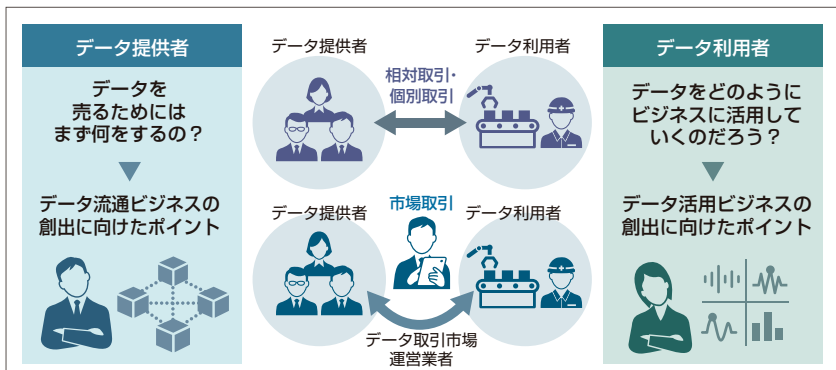 データ提供者
データを
売るためには
まず何をするの？
データ流通ビジネスの
創出に向けたポイント
データ提供者
データ利用者
相対取引・
個別取引
データ提供者
市場取引
データ利用者
データ取引市場
運営業者
データ利用者
データをどのように
ビジネスに活用して
いくのだろう？
データ活用ビジネスの
創出に向けたポイント